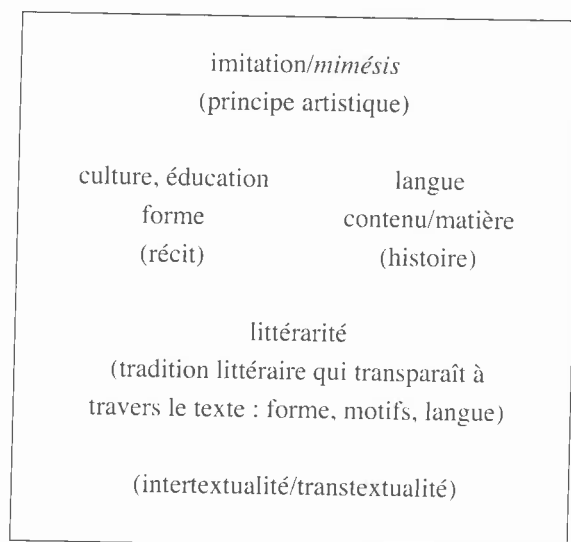 imitation/mimésis
(principe artistique)
culture, éducation langue
forme contenu/matière
(récit) (histoire)
littérarité
(tradition littéraire qui transparaît à
travers le texte : forme, motifs, langue)
(intertextualité/transtextualité)